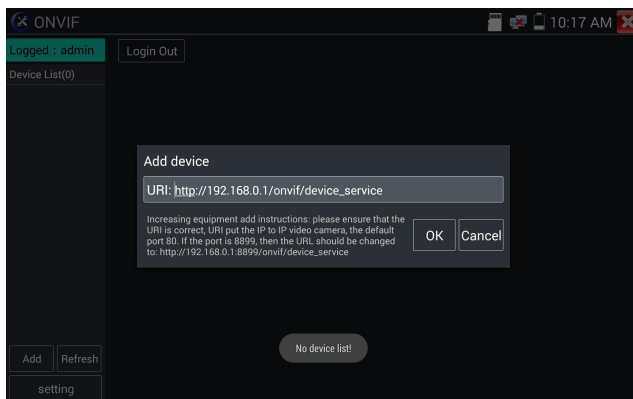 ONVIF
10:17 AM
Logged : admin
Login Out
Device List(0)
Add device
URI: http://192.168.0.1/onvif/device_service
Increasing equipment add instructions: please ensure that the
URI is correct, URI put the IP to IP video camera, the default
port 80. If the port is 8899, then the URL should be changed
to: http://192.168.0.1:8899/onvif/device_service
OK
Cancel
No device list!
Add
Refresh
setting